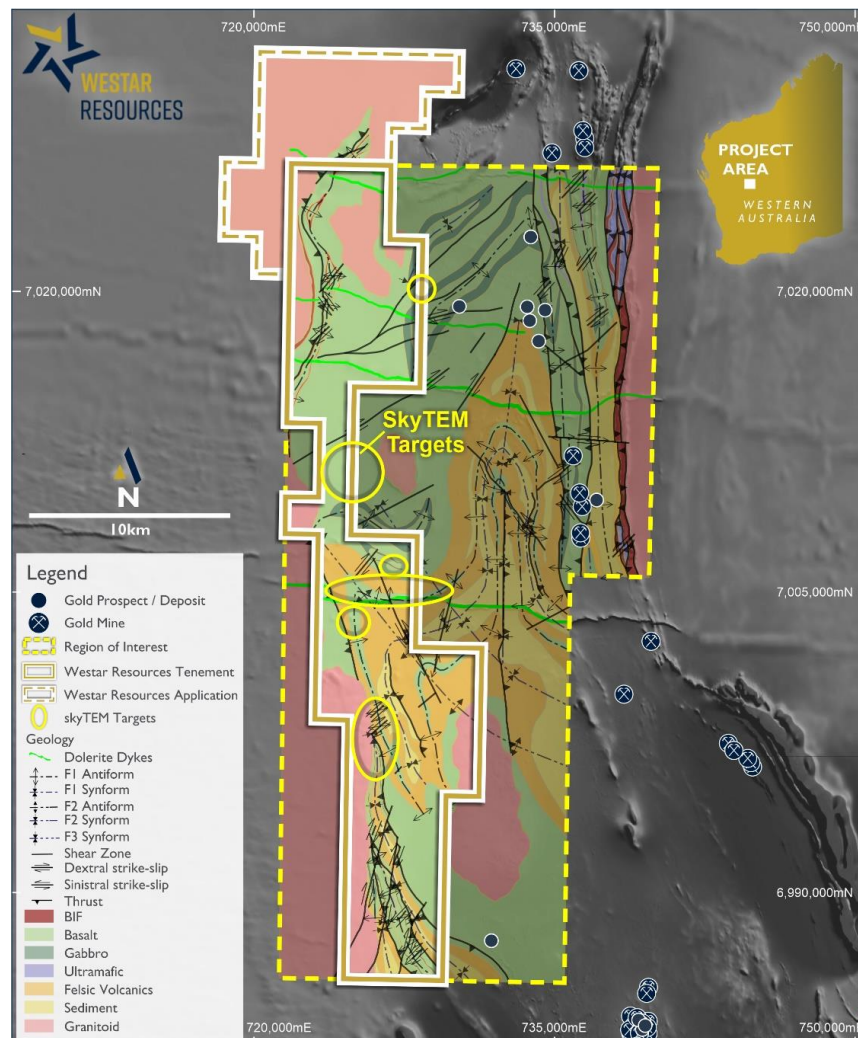 720,000mE
735,000mE
750,000m
WESTAR
RESOURCES
PROJECT
AREA
WESTERN
AUSTRALIA
7,020,000mN
7,020,000mN
SkyTEM
Targets
N
10km
7,005,000mN
Legend
Gold Prospect / Deposit
Gold Mine
Region of Interest
Westar Resources Tenement
Westar Resources Application
skyTEM Targets
Geology
Dolerite Dykes
F1 Antiform
F1 Synform
F2 Antiform
F2 Synform
F3 Synform
Shear Zone
Dextral strike-slip
Sinistral strike-slip
Thrust
BIF
Basalt
Gabbro
Ultramafic
Felsic Volcanics
Sediment
Granitoid
6,990,000mN
720,000mE
735,000mE
750,000m